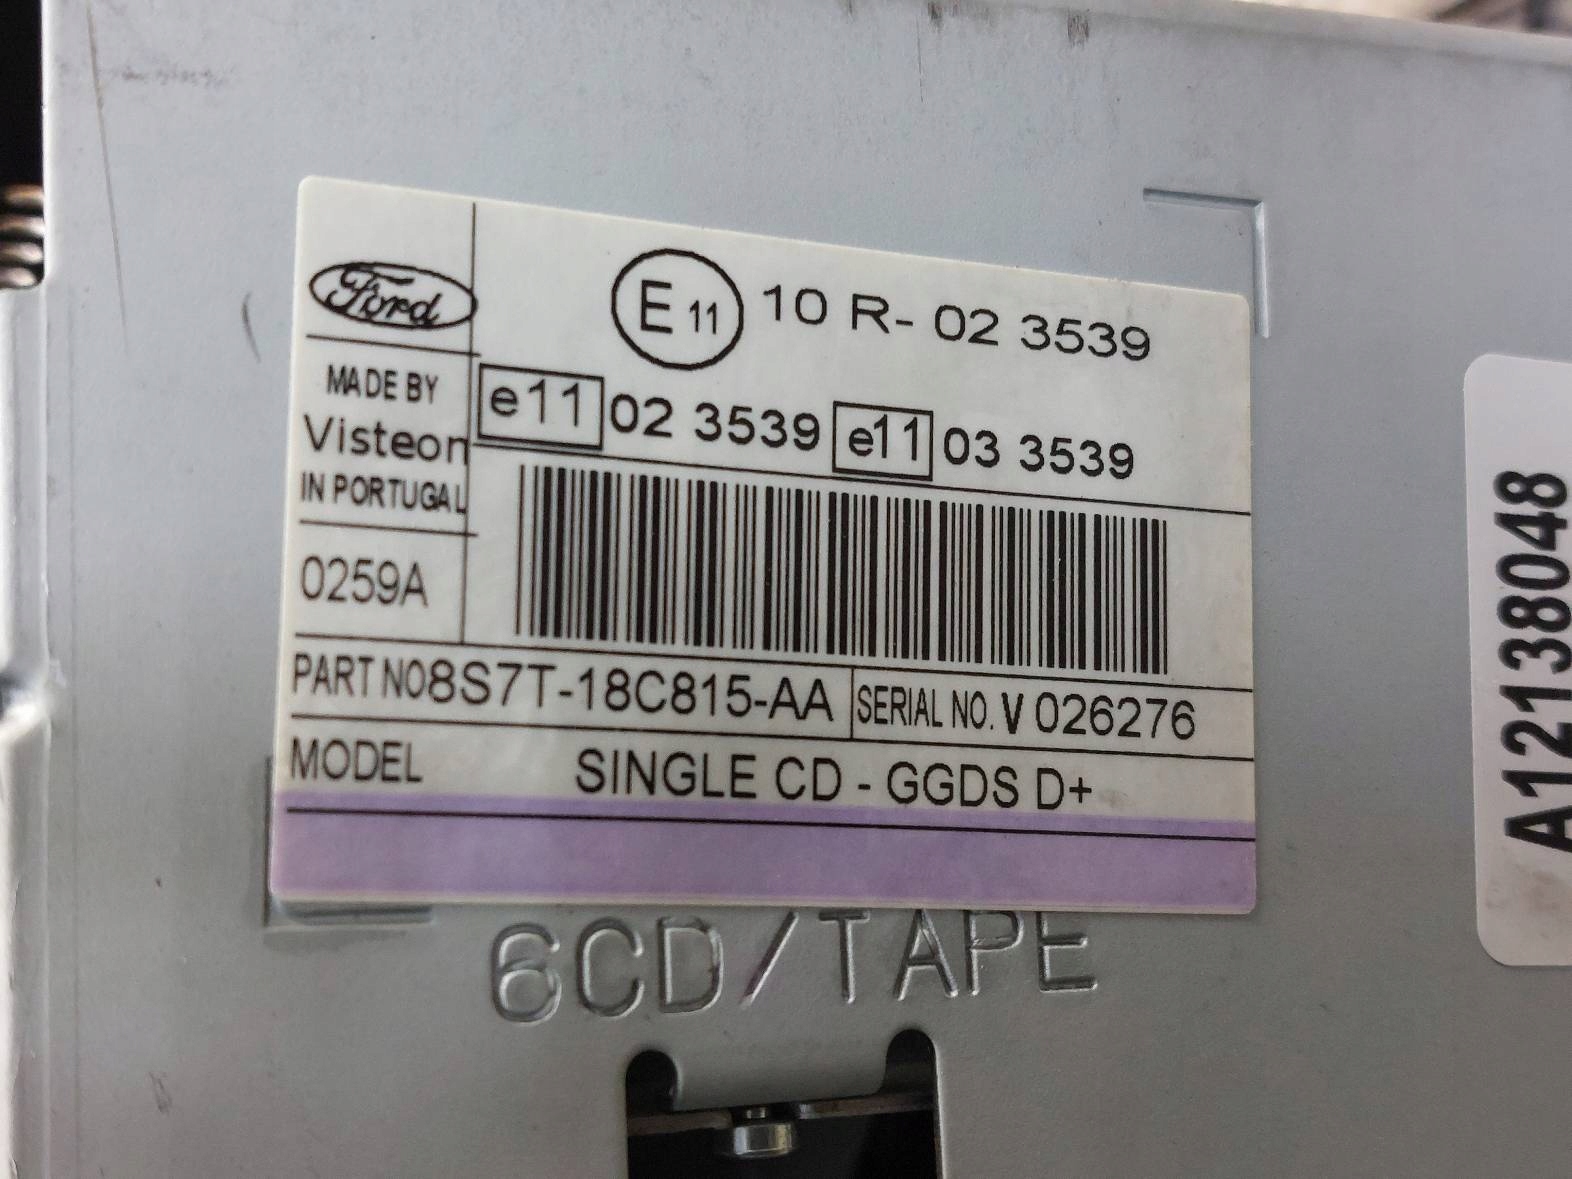 Ford
E 11 10 R- 02 3539
MADE BY
Visteon
IN PORTUGAL
e11 02 3539 e11 03 3539
0259A
PART NO8S7T-18C815-AA SERIAL NO. V 026276
MODEL SINGLE CD - GGDS D+
6CD/TAPE
A12138048